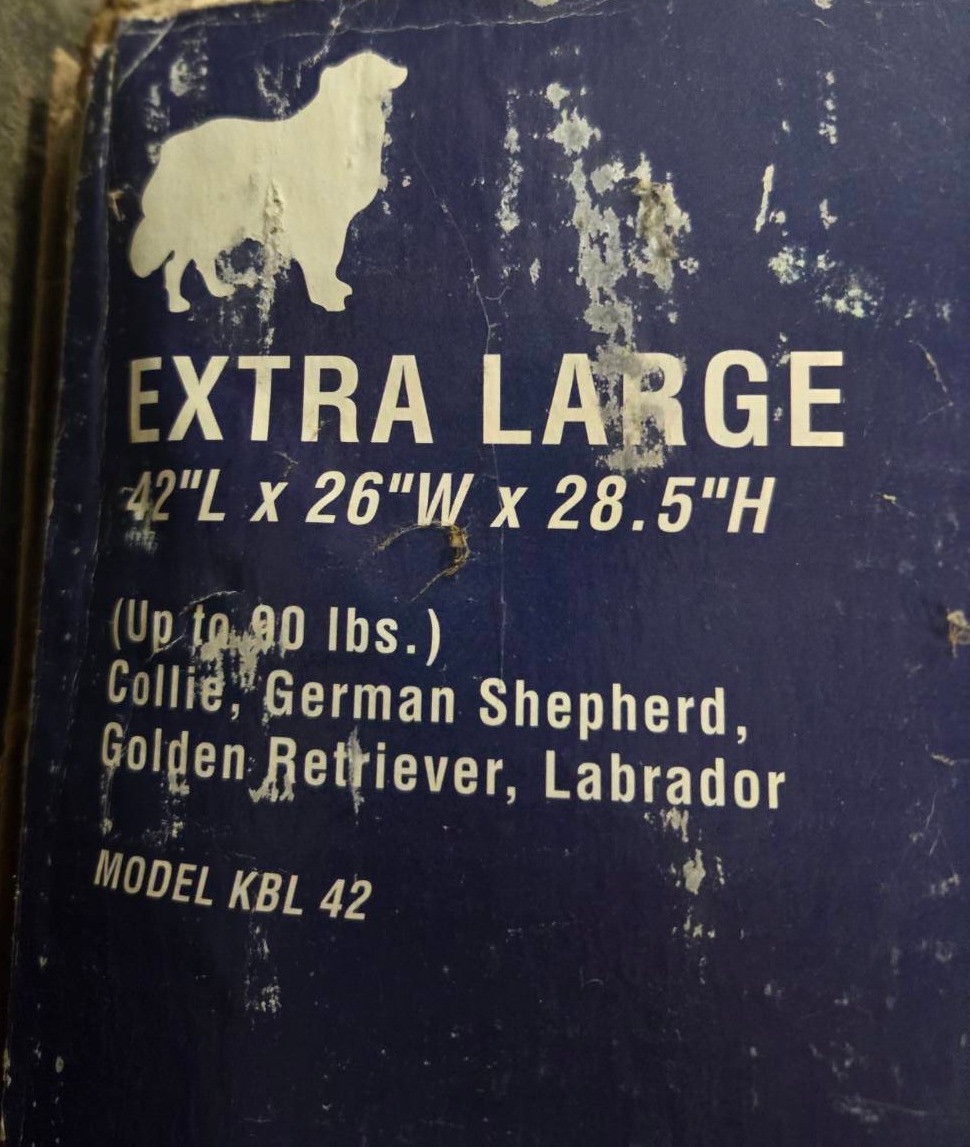 EXTRA LARGE
42"L x 26"W x 28.5"H
(Up to 90 lbs.)
Collie, German Shepherd,
Golden Retriever, Labrador
MODEL KBL 42